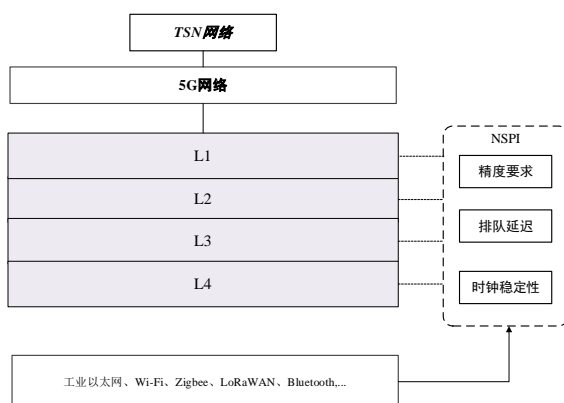 TSN网络
5G网络
L1
L2
L3
L4
NSPI
精度要求
排队延迟
时钟稳定性
工业以太网、Wi-Fi、Zigbee、LoRaWAN、Bluetooth,...